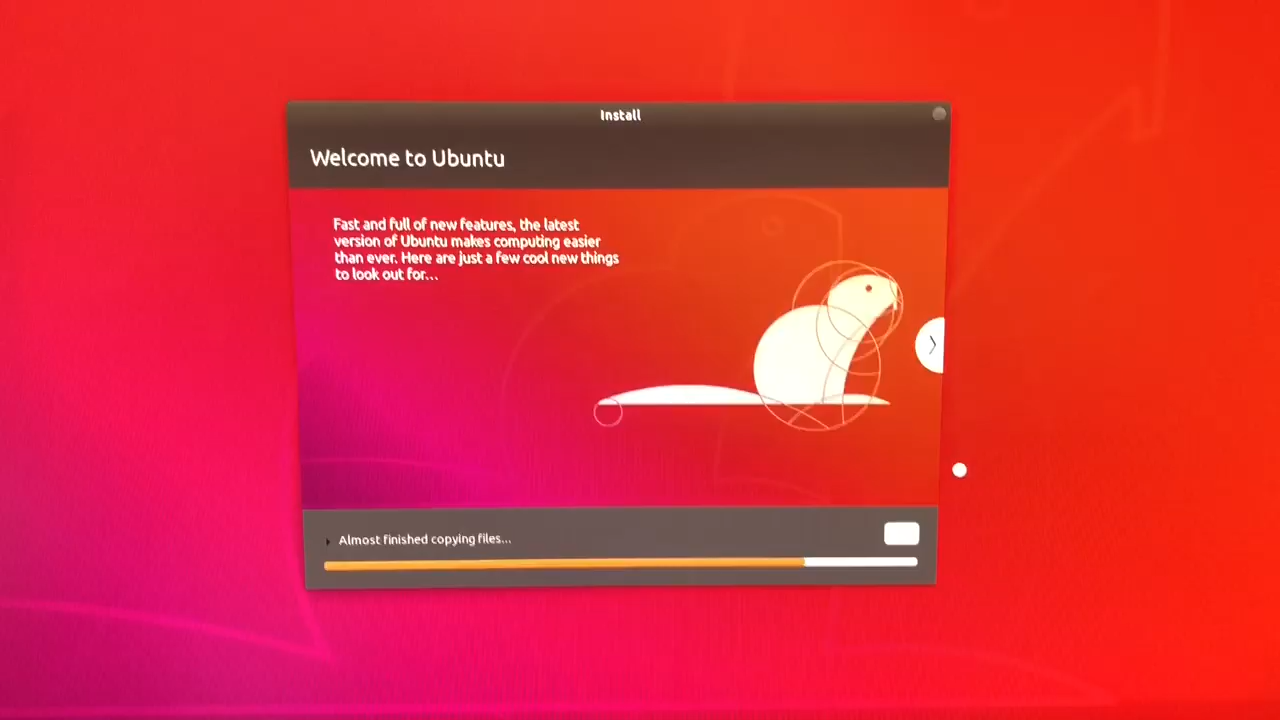 Install
Welcome to Ubuntu
Fast and full of new features, the latest
version of Ubuntu makes computing easier
than ever. Here are just a few cool new things
to look out for...
Almost finished copying files...